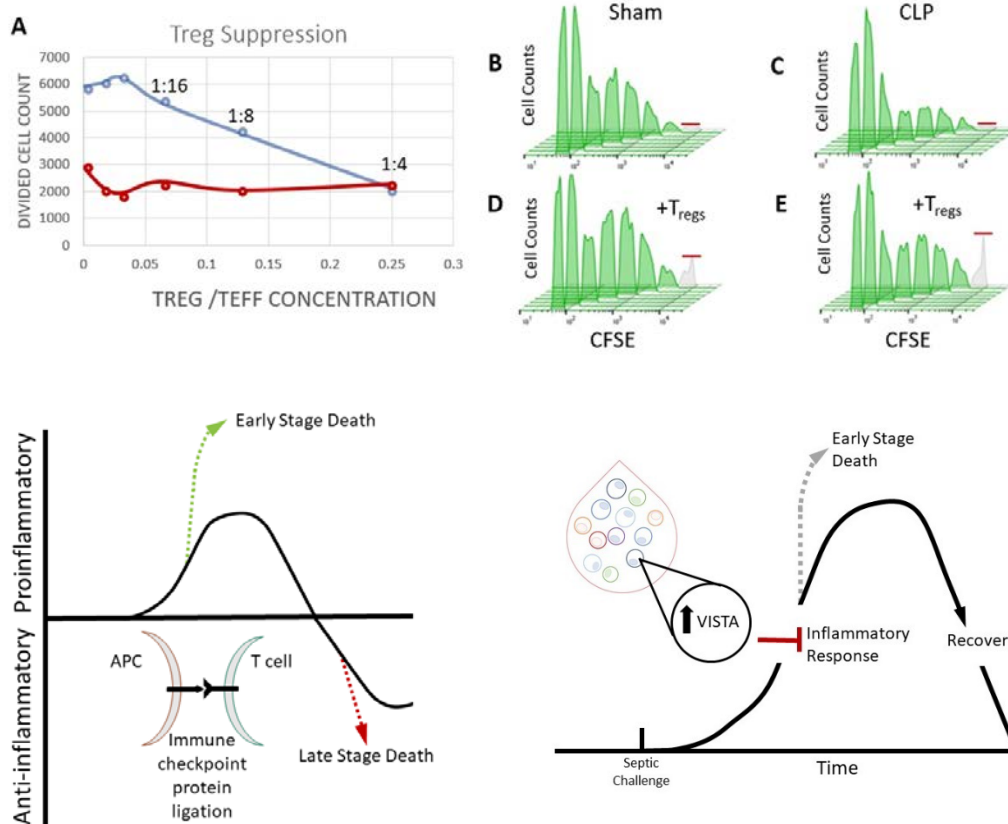 A
Treg Suppression
DIVIDED CELL COUNT
7000
6000
5000
4000
3000
2000
1000
0
1:16
1:8
1:4
0
0.05
0.1
0.15
0.2
0.25
0.3
TREG /TEFF CONCENTRATION
Sham
CLP
B
Cell Counts
C
Cell Counts
D
Cell Counts
+Tregs
CFSE
E
Cell Counts
+Tregs
CFSE
Proinflammatory
Anti-inflammatory
Early Stage Death
APC
T cell
Immune
checkpoint
protein
ligation
Late Stage Death
Early Stage
Death
VISTA
Inflammatory
Response
Recover
Septic
Challenge
Time